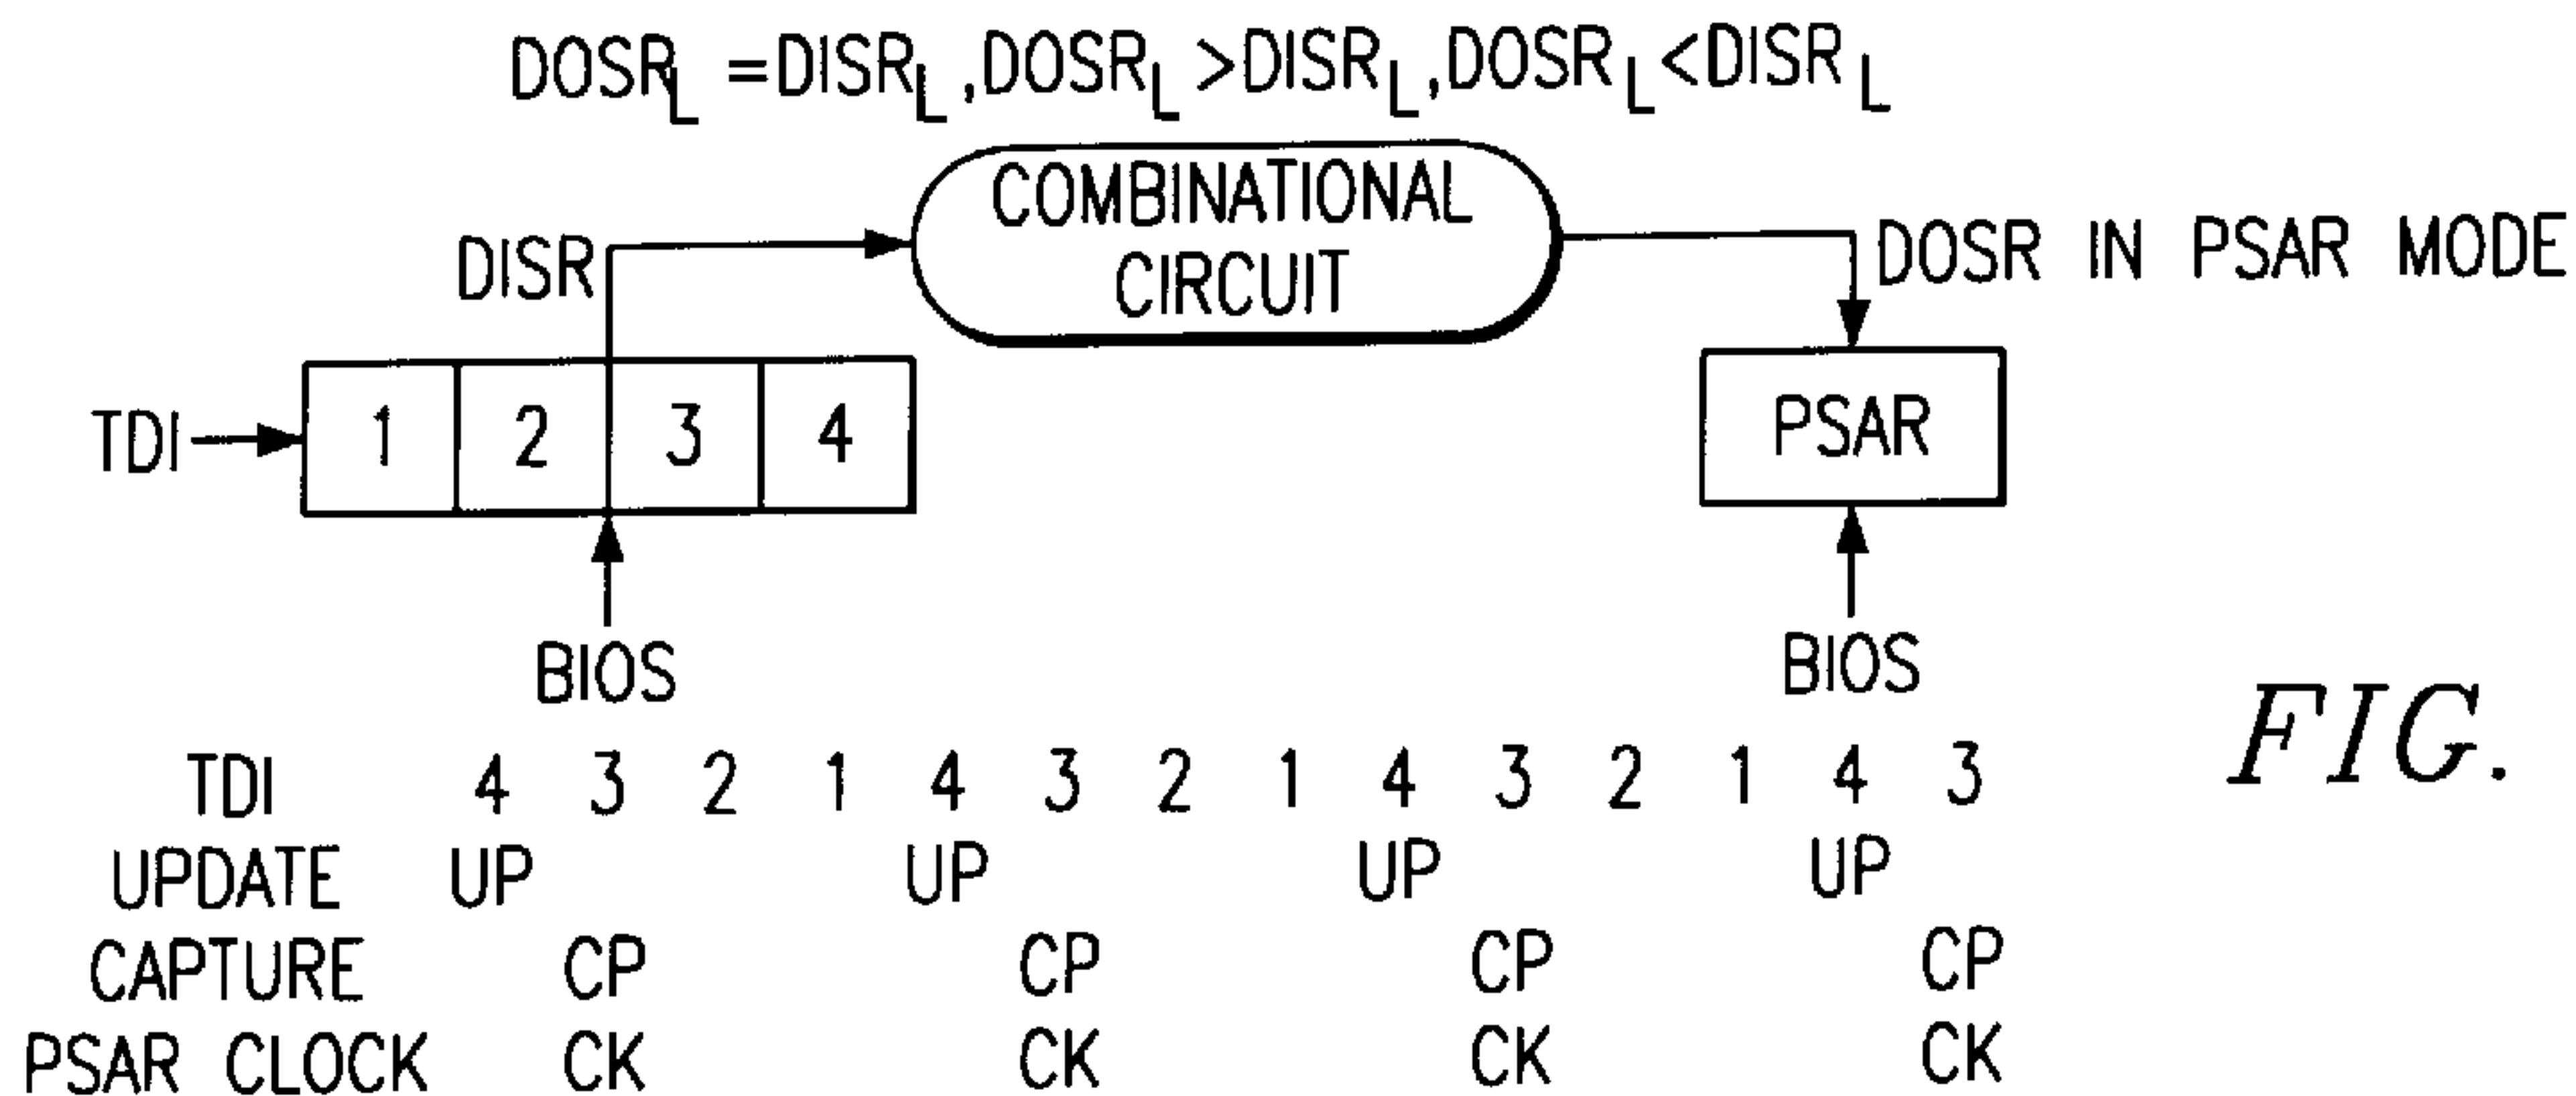 DOSR_L =DISR_L ,DOSR_L >DISR_L ,DOSR_L <DISR_L
COMBINATIONAL
CIRCUIT
DISR
DOSR IN PSAR MODE
TDI
1 2 3 4
PSAR
BIOS
BIOS
FIG.
TDI 4 3 2 1 4 3 2 1 4 3 2 1 4 3
UPDATE UP UP UP UP
CAPTURE CP CP CP CP
PSAR CLOCK CK CK CK CK